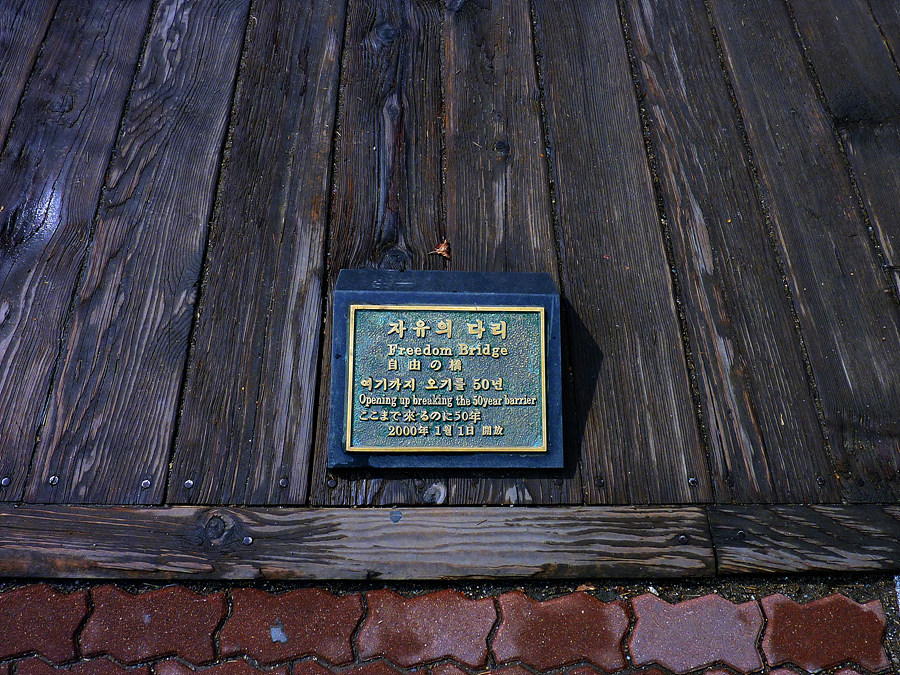 자유의 다리
Freedom Bridge
自由の橋
여기까지 오기를 50년
Opening up breaking the 50year barrier
ここまで来るのに50年
2000年 1월 1日 開放